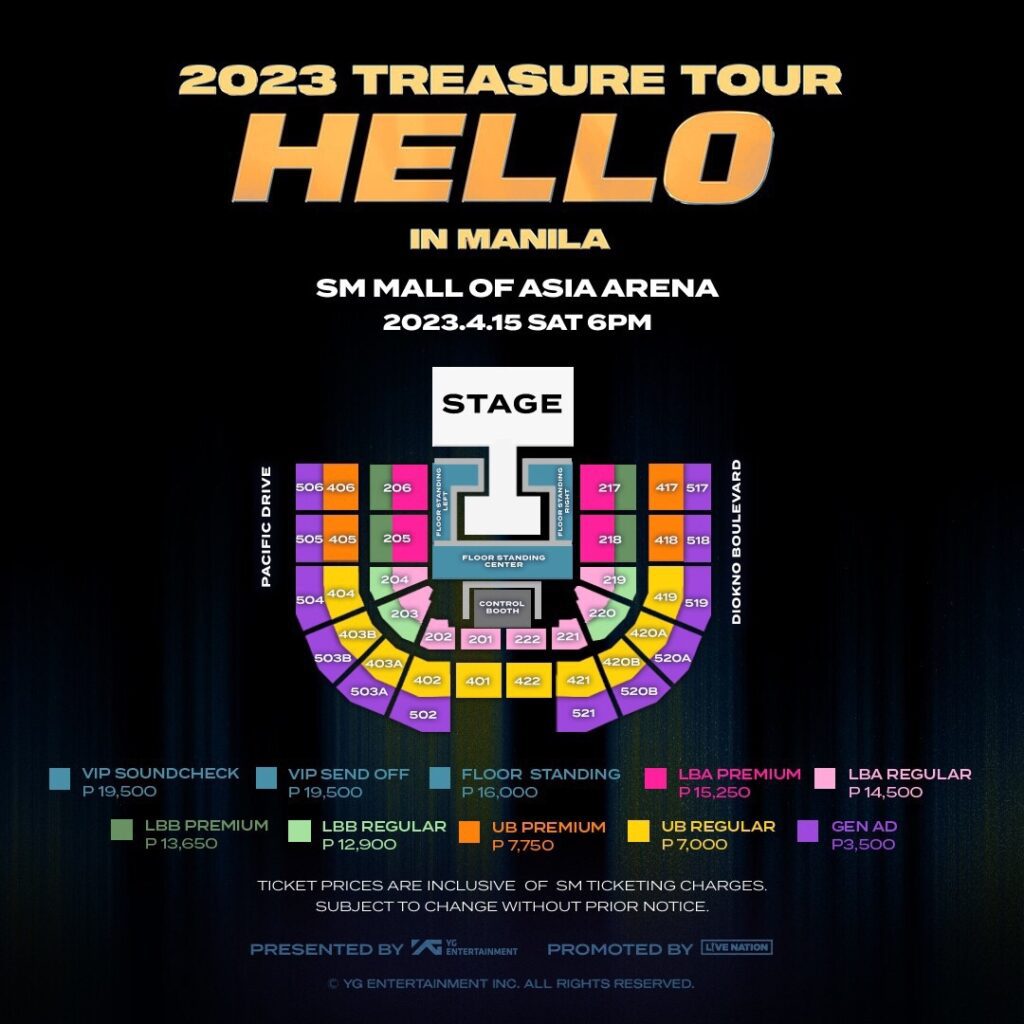 2023 TREASURE TOUR
HELLO
IN MANILA
SM MALL OF ASIA ARENA
2023.4.15 SAT 6PM
STAGE
PACIFIC DRIVE
DIOKNO BOULEVARD
506 406 206 FLOOR STANDING LEFT FLOOR STANDING RIGHT 217 417 517
505 405 205 218 418 518
FLOOR STANDING
CENTER
504 404 204 219 419 519
203 220
CONTROL
BOOTH
403B 202 201 222 221 420A
503B 403A 420B 520A
402 401 422 421
503A 520B
502 521
VIP SOUNDCHECK
P 19,500
VIP SEND OFF
P 19,500
FLOOR STANDING
P 16,000
LBA PREMIUM
P 15,250
LBA REGULAR
P 14,500
LBB PREMIUM
P 13,650
LBB REGULAR
P 12,900
UB PREMIUM
P 7,750
UB REGULAR
P 7,000
GEN AD
P3,500
TICKET PRICES ARE INCLUSIVE OF SM TICKETING CHARGES.
SUBJECT TO CHANGE WITHOUT PRIOR NOTICE.
PRESENTED BY YG YG ENTERTAINMENT PROMOTED BY LIVE NATION
© YG ENTERTAINMENT INC. ALL RIGHTS RESERVED.